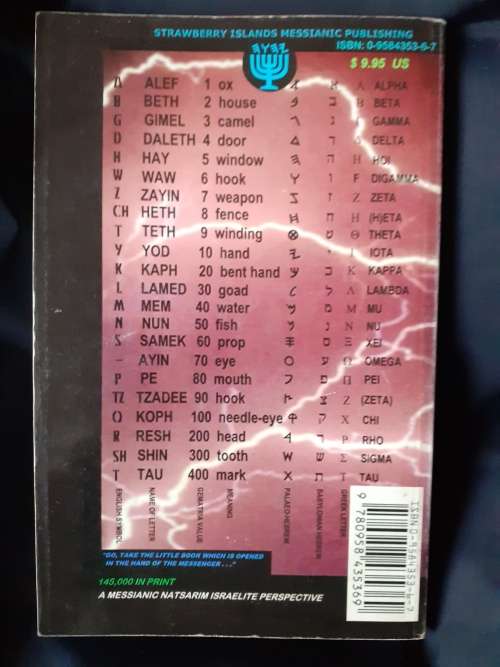 STRAWBERRY ISLANDS MESSIANIC PUBLISHING
ISBN: 0-9584353-6-7
$ 9.95 US
ALEF 1 ox ALPHA
B BETH 2 house ב B BETA
G GIMEL 3 camel ג GAMMA
D DALETH 4 door ד DELTA
H HAY 5 window ה H HOI
W WAW 6 hook ו F DIGAMMA
Z ZAYIN 7 weapon ז Z ZETA
CH HETH 8 fence ח H (H)ETA
T TETH 9 winding ט Θ THETA
Y YOD 10 hand י I IOTA
K KAPH 20 bent hand כ K KAPPA
L LAMED 30 goad ל Λ LAMBDA
M MEM 40 water מ M MU
N NUN 50 fish נ N NU
S SAMEK 60 prop ס Ξ XEI
– AYIN 70 eye ע Ω OMEGA
P PE 80 mouth פ Π PEI
TZ TZADEE 90 hook צ Z (ZETA)
Q KOPH 100 needle-eye ק X CHI
R RESH 200 head ר P RHO
SH SHIN 300 tooth ש Σ SIGMA
T TAU 400 mark ת T TAU
ENGLISH SYMBOL
NAME OF LETTER
GEMATRIA VALUE
MEANING
PALAEO-HEBREW
BABYLONIAN HEBREW
GREEK LETTER
"GO, TAKE THE LITTLE BOOK WHICH IS OPENED
IN THE HAND OF THE MESSENGER . . ."
145,000 IN PRINT
A MESSIANIC NATSARIM ISRAELITE PERSPECTIVE
9 780958 435369